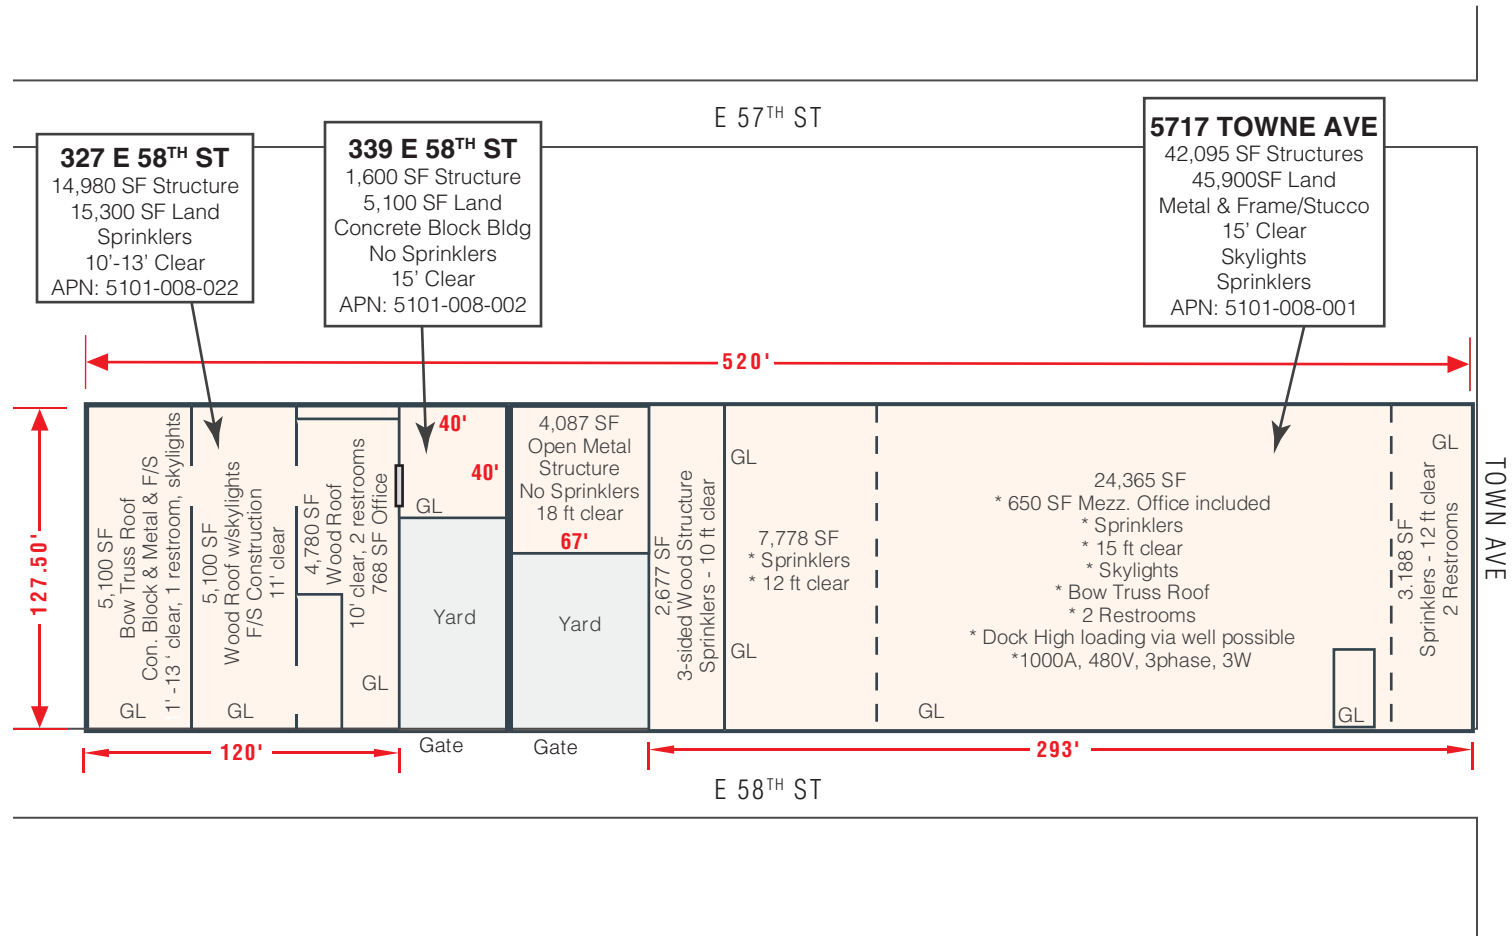 E 57TH ST
327 E 58TH ST
14,980 SF Structure
15,300 SF Land
Sprinklers
10'-13' Clear
APN: 5101-008-022
339 E 58TH ST
1,600 SF Structure
5,100 SF Land
Concrete Block Bldg
No Sprinklers
15' Clear
APN: 5101-008-002
5717 TOWNE AVE
42,095 SF Structures
45,900SF Land
Metal & Frame/Stucco
15' Clear
Skylights
Sprinklers
APN: 5101-008-001
520'
127.50'
5,100 SF
Bow Truss Roof
Con. Block & Metal & F/S
1' -13 ' clear, 1 restroom, skylights
GL
5,100 SF
Wood Roof w/skylights
F/S Construction
11' clear
GL
4,780 SF
Wood Roof
10' clear, 2 restrooms
768 SF Office
GL
40'
40'
GL
Yard
4,087 SF
Open Metal
Structure
No Sprinklers
18 ft clear
67'
Yard
2,677 SF
3-sided Wood Structure
Sprinklers - 10 ft clear
GL
7,778 SF
* Sprinklers
* 12 ft clear
GL
24,365 SF
* 650 SF Mezz. Office included
* Sprinklers
* 15 ft clear
* Skylights
* Bow Truss Roof
* 2 Restrooms
* Dock High loading via well possible
*1000A, 480V, 3phase, 3W
GL
GL
GL
3.188 SF
Sprinklers - 12 ft clear
2 Restrooms
TOWN AVE
120'
Gate
Gate
293'
E 58TH ST